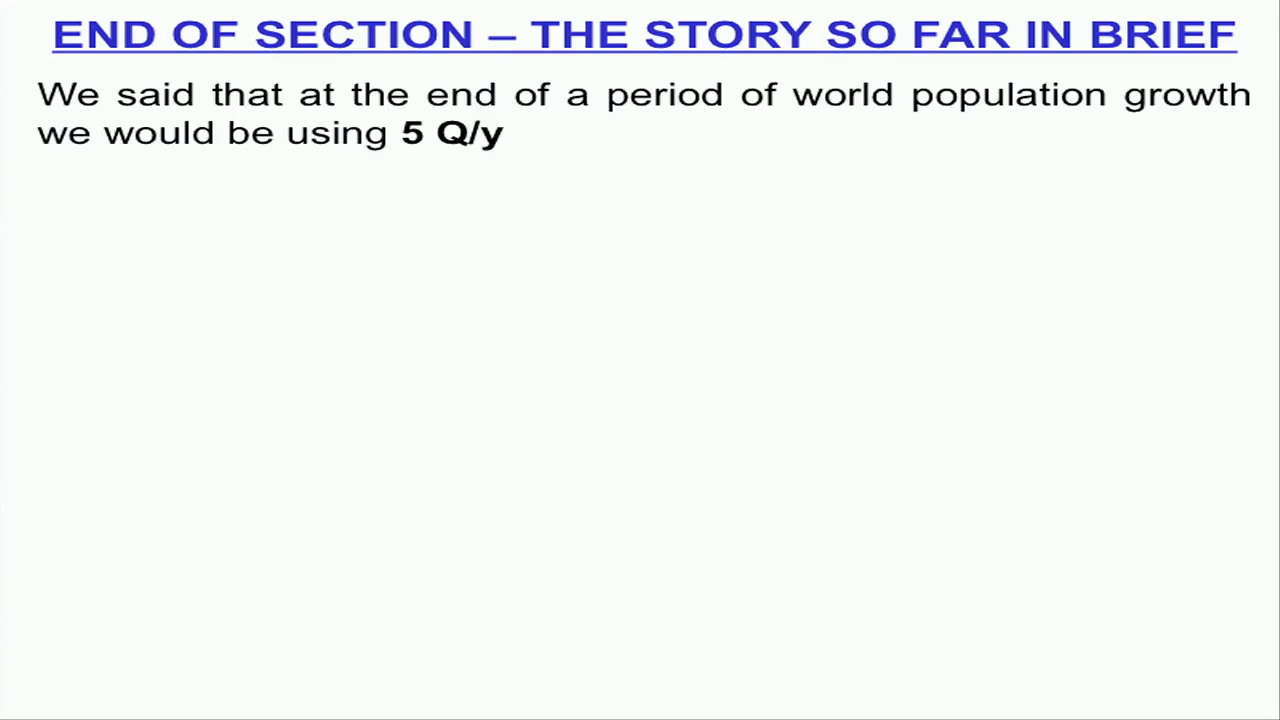 END OF SECTION – THE STORY SO FAR IN BRIEF
We said that at the end of a period of world population growth
we would be using 5 Q/y